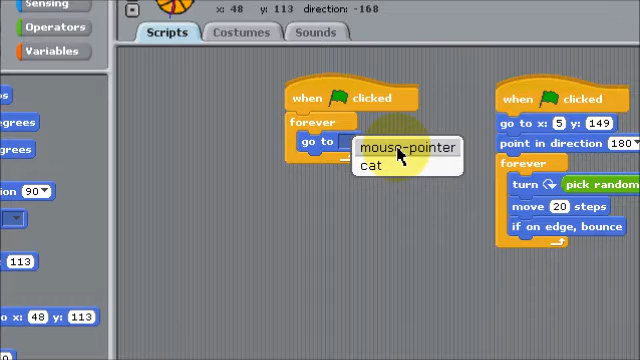 Sensing
x: 48 y: 113 direction: -168
Operators
Variables
Scripts Costumes Sounds
when clicked
forever
go to
mouse-pointer
cat
when clicked
go to x: 5 y: 149
point in direction 180
forever
turn pick random
move 20 steps
if on edge, bounce
egrees
egrees
ion 90
113
o x: 48 y: 113